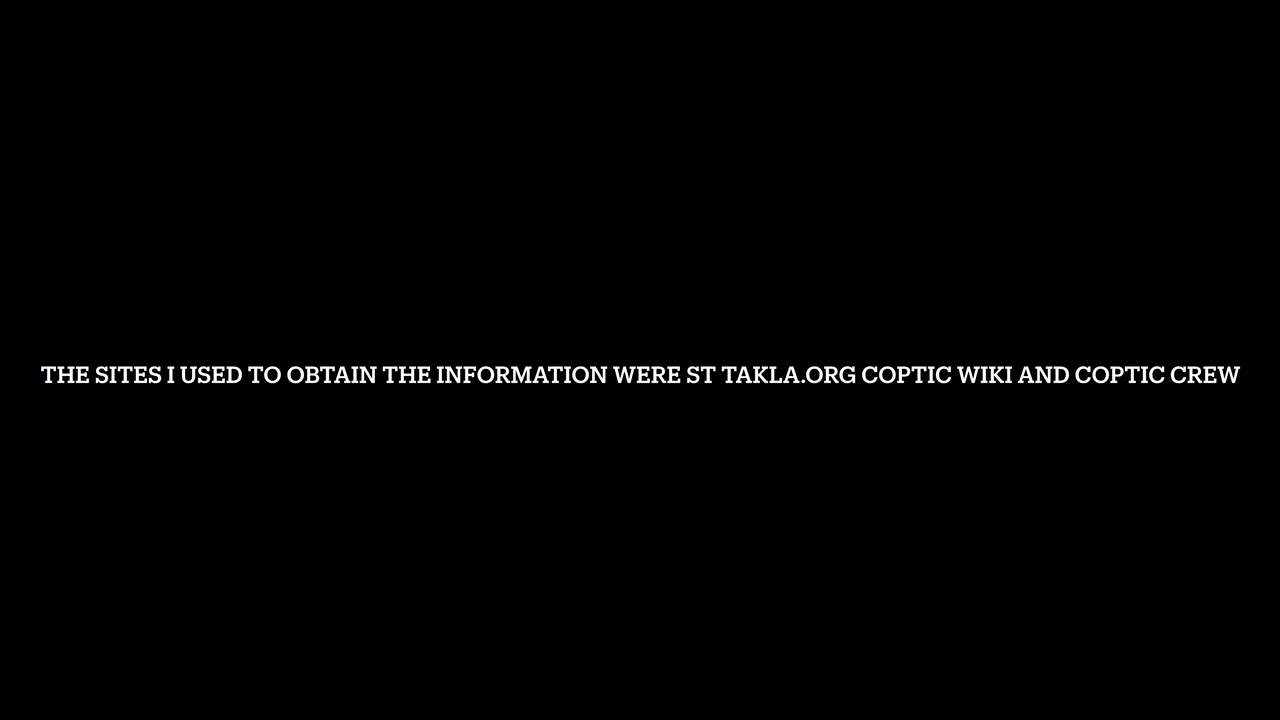 THE SITES I USED TO OBTAIN THE INFORMATION WERE ST TAKLA.ORG COPTIC WIKI AND COPTIC CREW